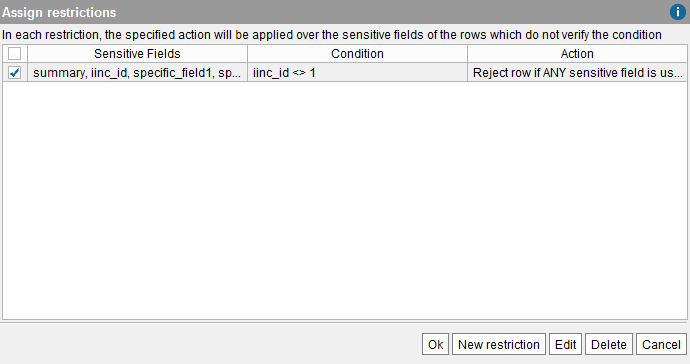 Assign restrictions
i
In each restriction, the specified action will be applied over the sensitive fields of the rows which do not verify the condition
Sensitive Fields Condition Action
summary, iinc_id, specific_field1, sp... iinc_id <> 1 Reject row if ANY sensitive field is us...
Ok New restriction Edit Delete Cancel